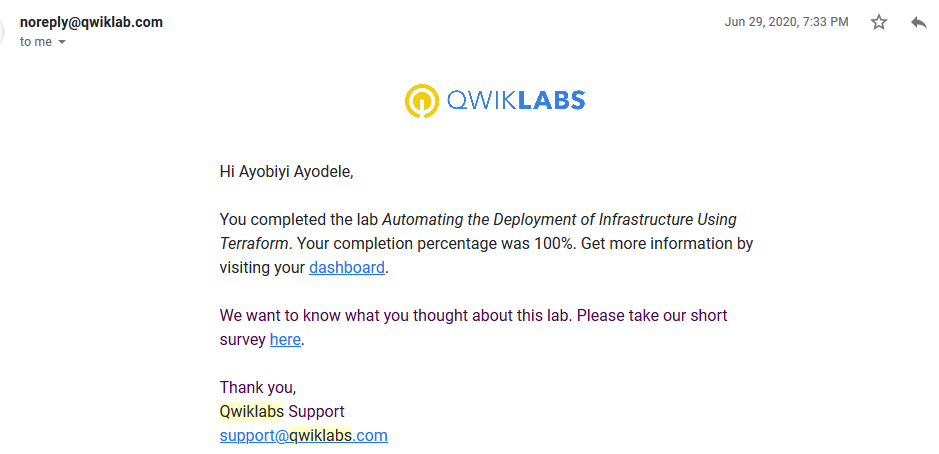 noreply@qwiklab.com
Jun 29, 2020, 7:33 PM
to me
QWIKLABS
Hi Ayobiyi Ayodele,
You completed the lab Automating the Deployment of Infrastructure Using
Terraform. Your completion percentage was 100%. Get more information by
visiting your dashboard.
We want to know what you thought about this lab. Please take our short
survey here.
Thank you,
Qwiklabs Support
support@qwiklabs.com